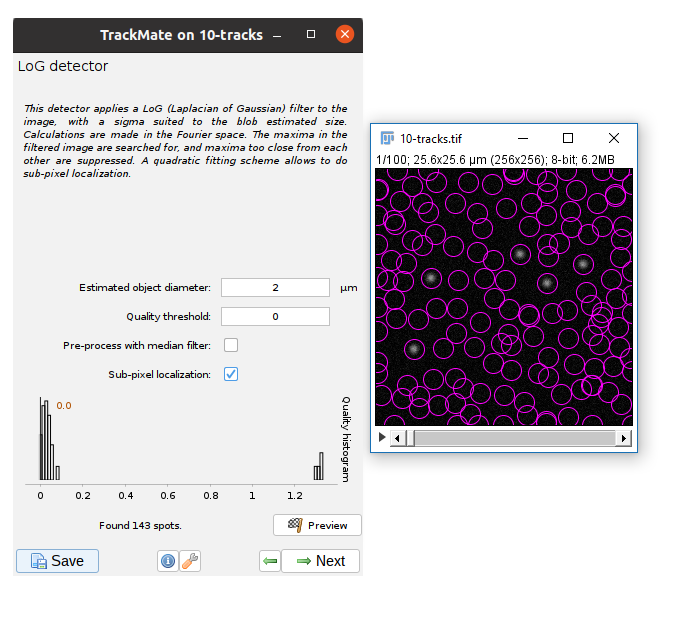 TrackMate on 10-tracks
LoG detector
This detector applies a LoG (Laplacian of Gaussian) filter to the
image, with a sigma suited to the blob estimated size.
Calculations are made in the Fourier space. The maxima in the
filtered image are searched for, and maxima too close from each
other are suppressed. A quadratic fitting scheme allows to do
sub-pixel localization.
Estimated object diameter: 2 µm
Quality threshold: 0
Pre-process with median filter:
Sub-pixel localization:
0.0
Quality histogram
0 0.2 0.4 0.6 0.8 1 1.2
Found 143 spots.
Preview
Save
Next
10-tracks.tif
1/100; 25.6x25.6 µm (256x256); 8-bit; 6.2MB